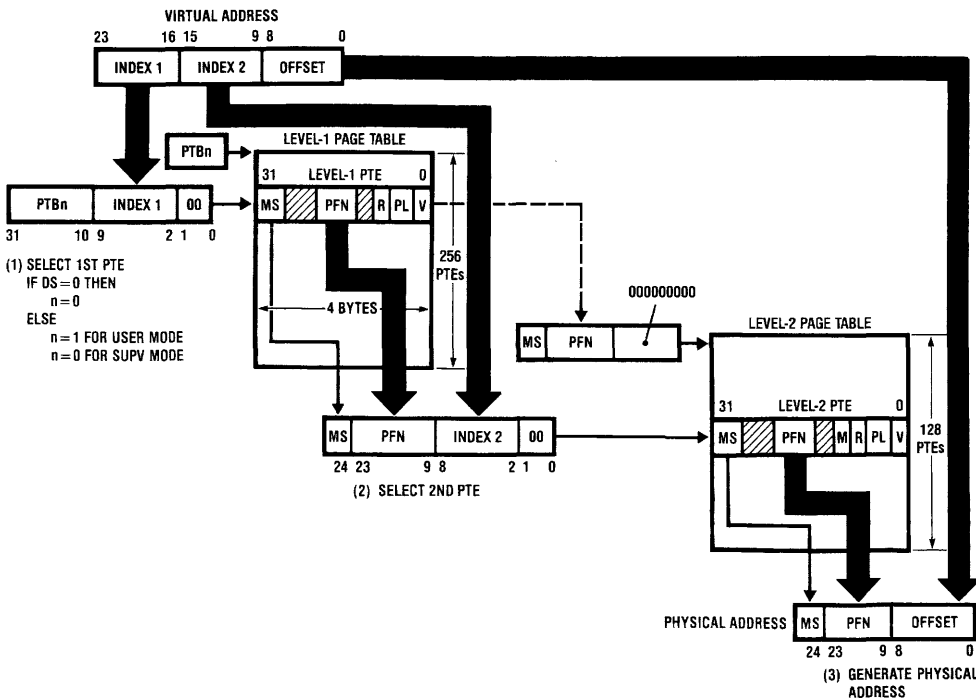 VIRTUAL ADDRESS
23 16 15 9 8 0
INDEX 1 INDEX 2 OFFSET
PTBn
LEVEL-1 PAGE TABLE
31 LEVEL-1 PTE 0
MS PFN R PL V
PTBn INDEX 1 00
31 10 9 2 1 0
(1) SELECT 1ST PTE
IF DS=0 THEN
n=0
ELSE
n=1 FOR USER MODE
n=0 FOR SUPV MODE
256
PTEs
4 BYTES
000000000
MS PFN
LEVEL-2 PAGE TABLE
31 LEVEL-2 PTE 0
MS PFN M R PL V
128
PTEs
MS PFN INDEX 2 00
24 23 9 8 2 1 0
(2) SELECT 2ND PTE
PHYSICAL ADDRESS MS PFN OFFSET
24 23 9 8 0
(3) GENERATE PHYSICAL
ADDRESS